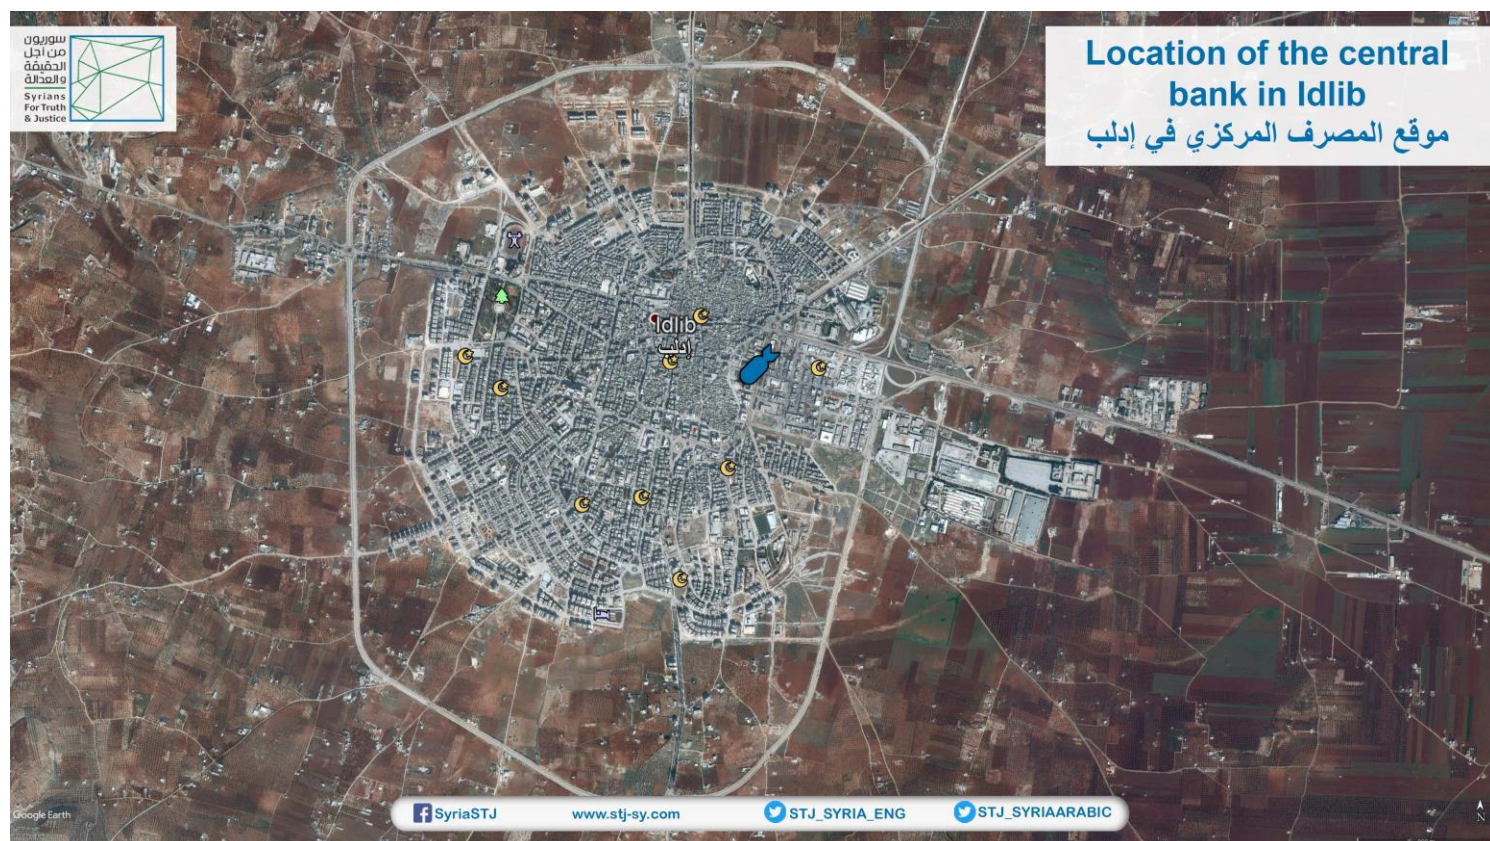 سوريون
من أجل
الحقيقة
والعدالة
Syrians
For Truth
& Justice
Location of the central
bank in Idlib
موقع المصرف المركزي في إدلب
Idlib
إدلب
Google Earth
SyriaSTJ
www.stj-sy.com
STJ_SYRIA_ENG
STJ_SYRIAARABIC
N